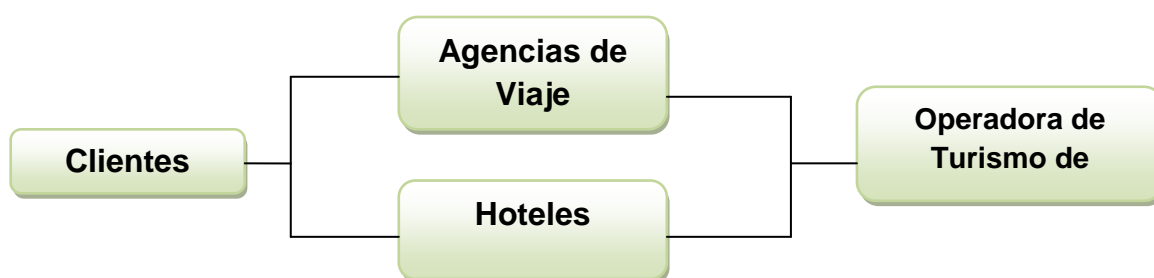 Clientes
Agencias de
Viaje
Hoteles
Operadora de
Turismo de